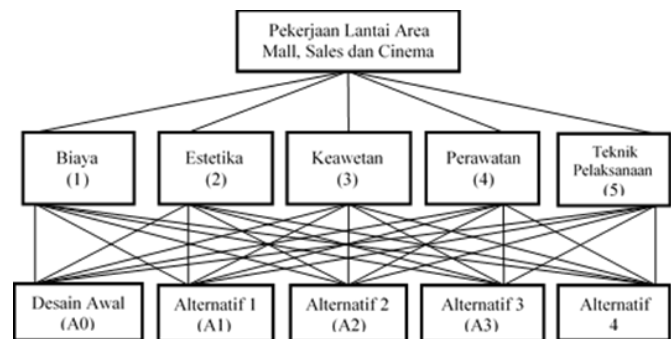 Pekerjaan Lantai Area
Mall, Sales dan Cinema
Biaya
(1)
Estetika
(2)
Keawetan
(3)
Perawatan
(4)
Teknik
Pelaksanaan
(5)
Desain Awal
(A0)
Alternatif 1
(A1)
Alternatif 2
(A2)
Alternatif 3
(A3)
Alternatif
4